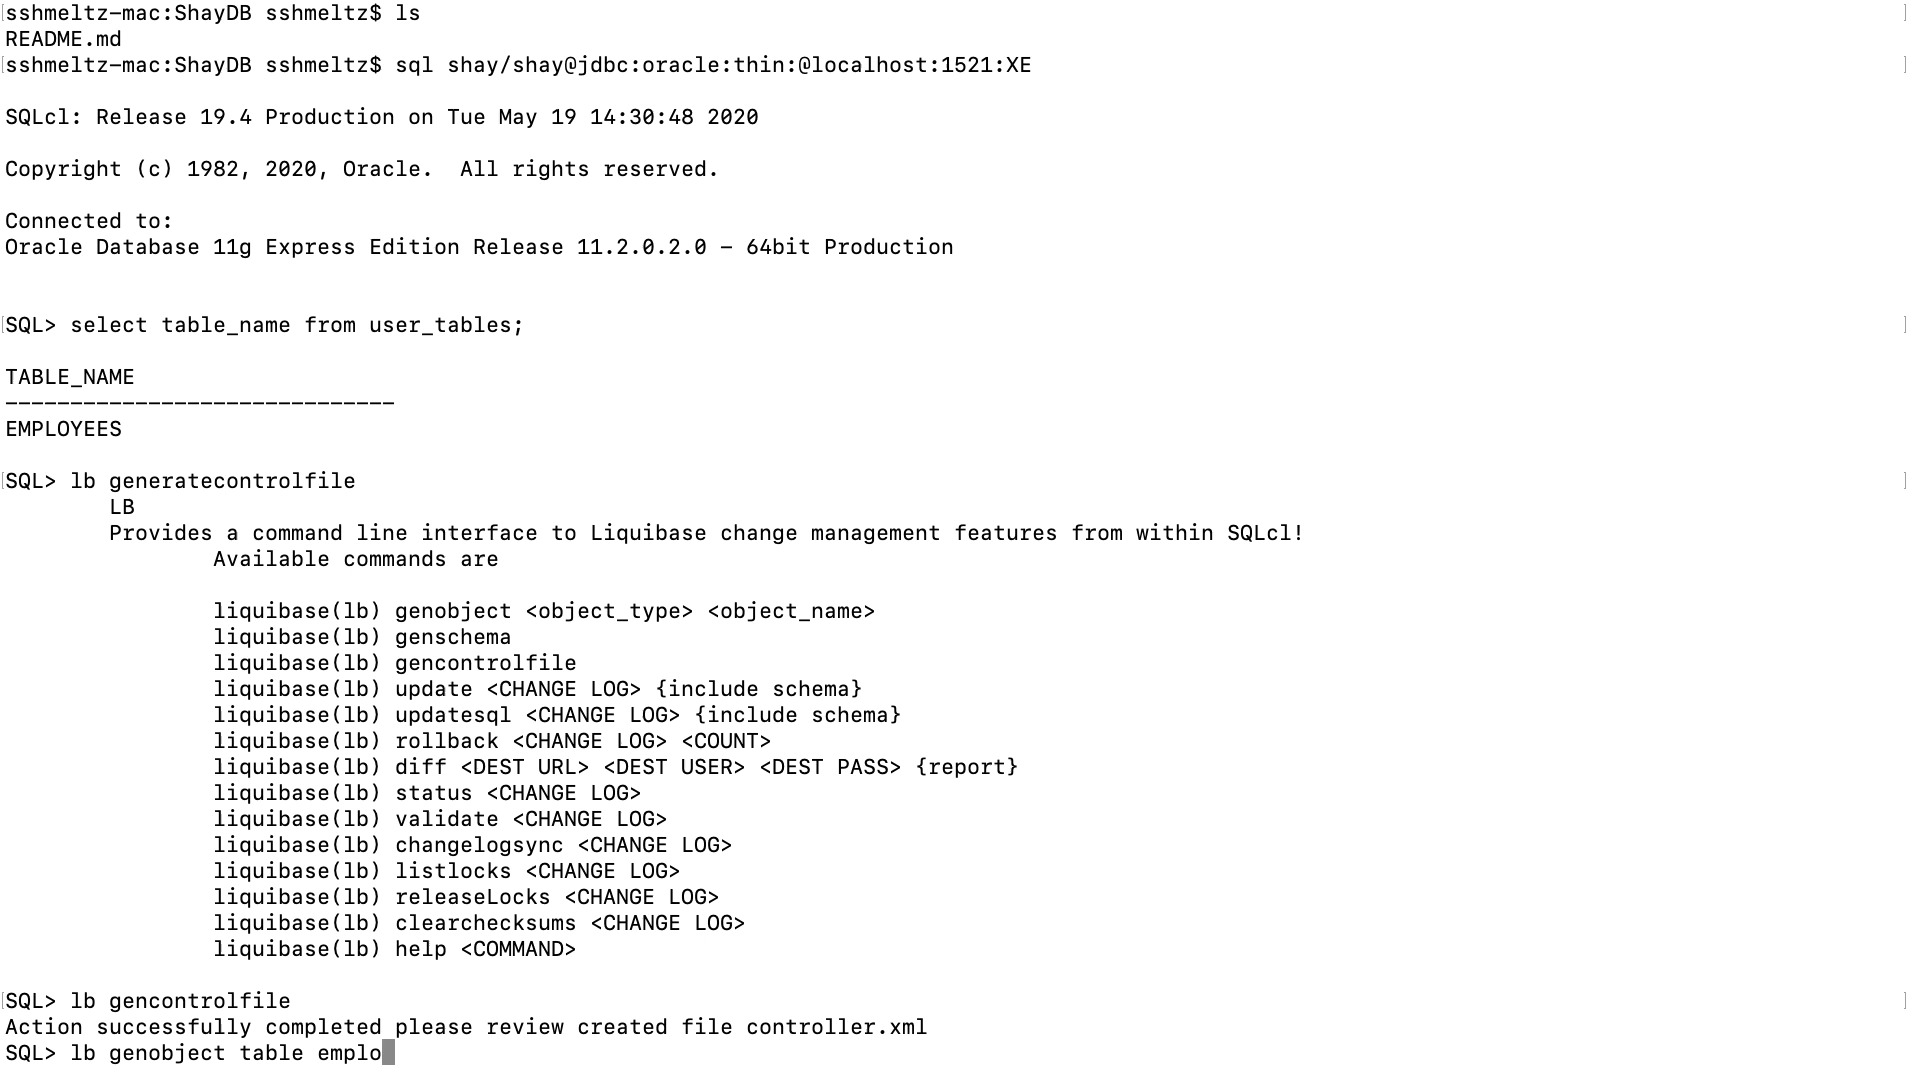 sshmeltz-mac:ShayDB sshmeltz$ ls
README.md
sshmeltz-mac:ShayDB sshmeltz$ sql shay/shay@jdbc:oracle:thin:@localhost:1521:XE
SQLcl: Release 19.4 Production on Tue May 19 14:30:48 2020
Copyright (c) 1982, 2020, Oracle.  All rights reserved.
Connected to:
Oracle Database 11g Express Edition Release 11.2.0.2.0 - 64bit Production
SQL> select table_name from user_tables;
TABLE_NAME
------------------------------
EMPLOYEES
SQL> lb generatecontrolfile
LB
Provides a command line interface to Liquibase change management features from within SQLcl!
Available commands are
liquibase(lb) genobject <object_type> <object_name>
liquibase(lb) genschema
liquibase(lb) gencontrolfile
liquibase(lb) update <CHANGE LOG> {include schema}
liquibase(lb) updatesql <CHANGE LOG> {include schema}
liquibase(lb) rollback <CHANGE LOG> <COUNT>
liquibase(lb) diff <DEST URL> <DEST USER> <DEST PASS> {report}
liquibase(lb) status <CHANGE LOG>
liquibase(lb) validate <CHANGE LOG>
liquibase(lb) changelogsync <CHANGE LOG>
liquibase(lb) listlocks <CHANGE LOG>
liquibase(lb) releaseLocks <CHANGE LOG>
liquibase(lb) clearchecksums <CHANGE LOG>
liquibase(lb) help <COMMAND>
SQL> lb gencontrolfile
Action successfully completed please review created file controller.xml
SQL> lb genobject table emplo